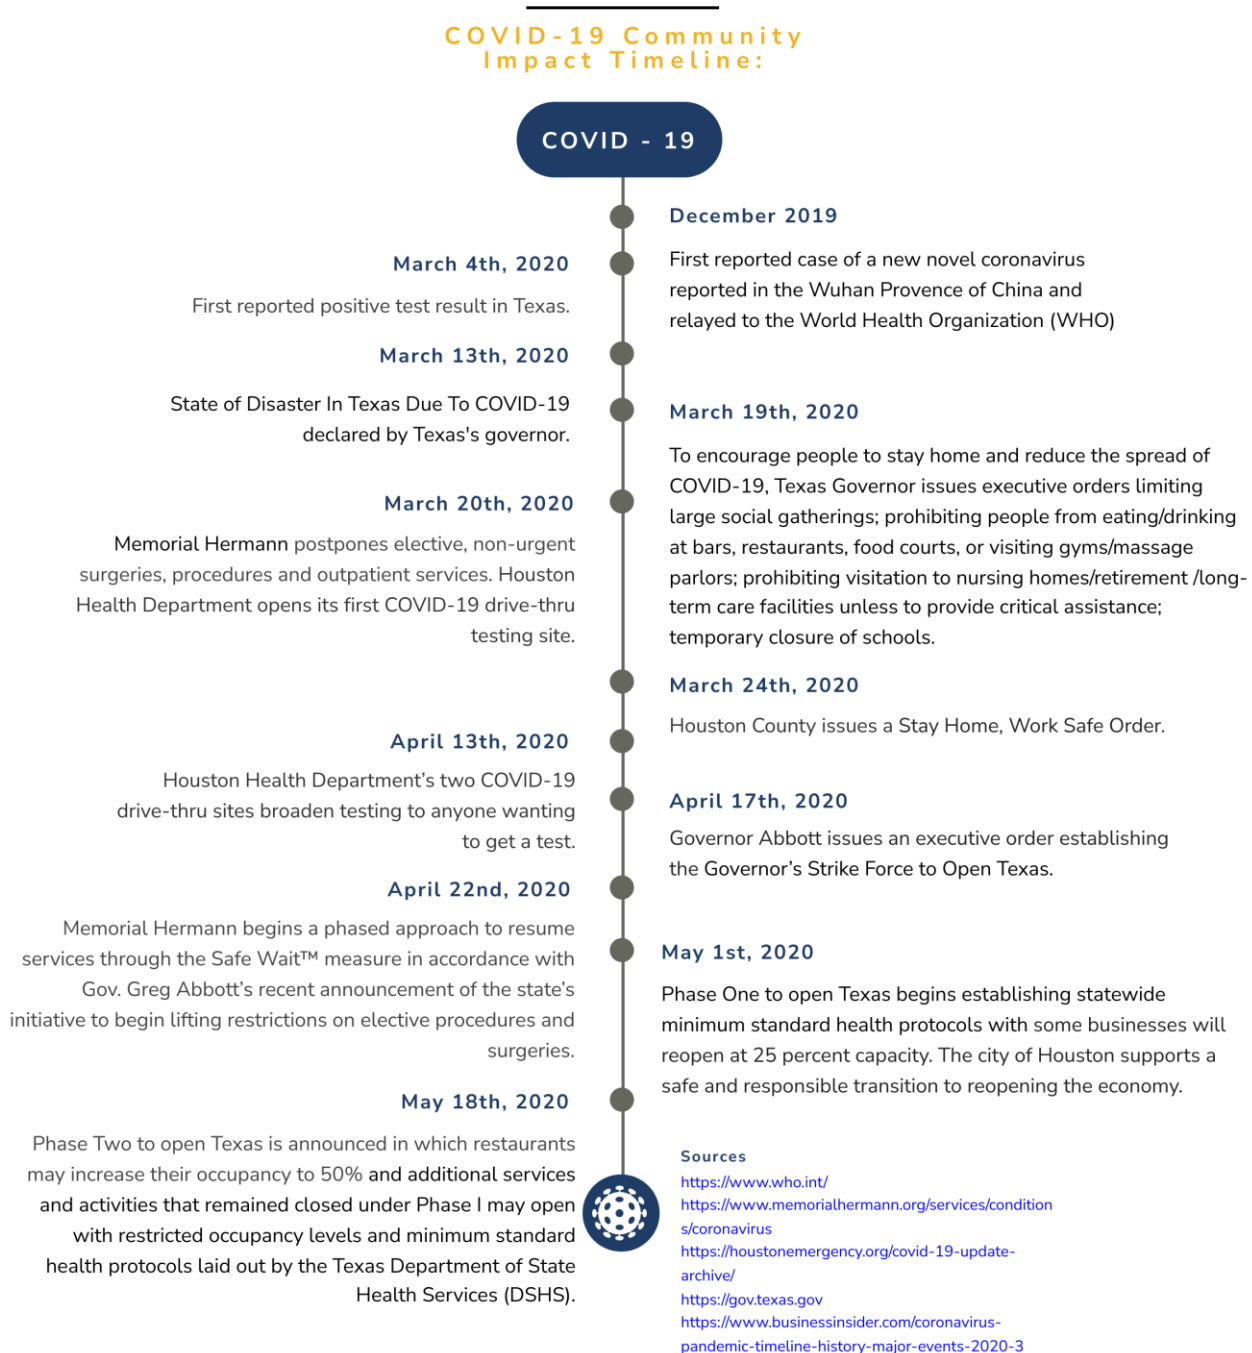 COVID-19 Community
Impact Timeline:
COVID - 19
December 2019
First reported case of a new novel coronavirus
reported in the Wuhan Provence of China and
relayed to the World Health Organization (WHO)
March 4th, 2020
First reported positive test result in Texas.
March 13th, 2020
State of Disaster In Texas Due To COVID-19
declared by Texas's governor.
March 19th, 2020
To encourage people to stay home and reduce the spread of
COVID-19, Texas Governor issues executive orders limiting
large social gatherings; prohibiting people from eating/drinking
at bars, restaurants, food courts, or visiting gyms/massage
parlors; prohibiting visitation to nursing homes/retirement /long-
term care facilities unless to provide critical assistance;
temporary closure of schools.
March 20th, 2020
Memorial Hermann postpones elective, non-urgent
surgeries, procedures and outpatient services. Houston
Health Department opens its first COVID-19 drive-thru
testing site.
March 24th, 2020
Houston County issues a Stay Home, Work Safe Order.
April 13th, 2020
Houston Health Department’s two COVID-19
drive-thru sites broaden testing to anyone wanting
to get a test.
April 17th, 2020
Governor Abbott issues an executive order establishing
the Governor’s Strike Force to Open Texas.
April 22nd, 2020
Memorial Hermann begins a phased approach to resume
services through the Safe Wait™ measure in accordance with
Gov. Greg Abbott’s recent announcement of the state’s
initiative to begin lifting restrictions on elective procedures and
surgeries.
May 1st, 2020
Phase One to open Texas begins establishing statewide
minimum standard health protocols with some businesses will
reopen at 25 percent capacity. The city of Houston supports a
safe and responsible transition to reopening the economy.
May 18th, 2020
Phase Two to open Texas is announced in which restaurants
may increase their occupancy to 50% and additional services
and activities that remained closed under Phase I may open
with restricted occupancy levels and minimum standard
health protocols laid out by the Texas Department of State
Health Services (DSHS).
Sources
https://www.who.int/
https://www.memorialhermann.org/services/condition
s/coronavirus
https://houstonemergency.org/covid-19-update-
archive/
https://gov.texas.gov
https://www.businessinsider.com/coronavirus-
pandemic-timeline-history-major-events-2020-3